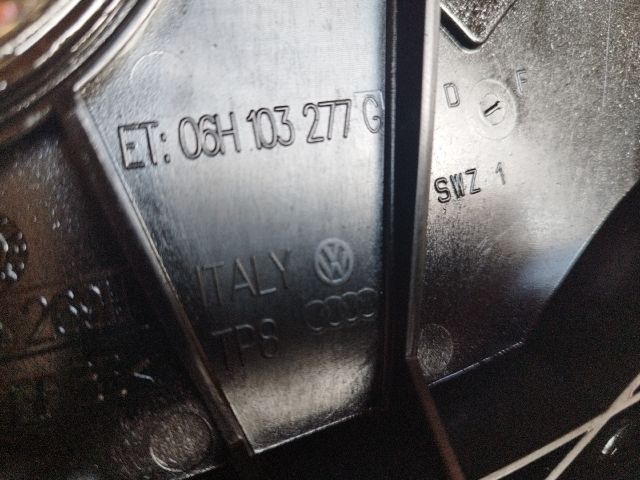 ET: 06H 103 277 G
D F
SWZ 1
ITALY
TP8